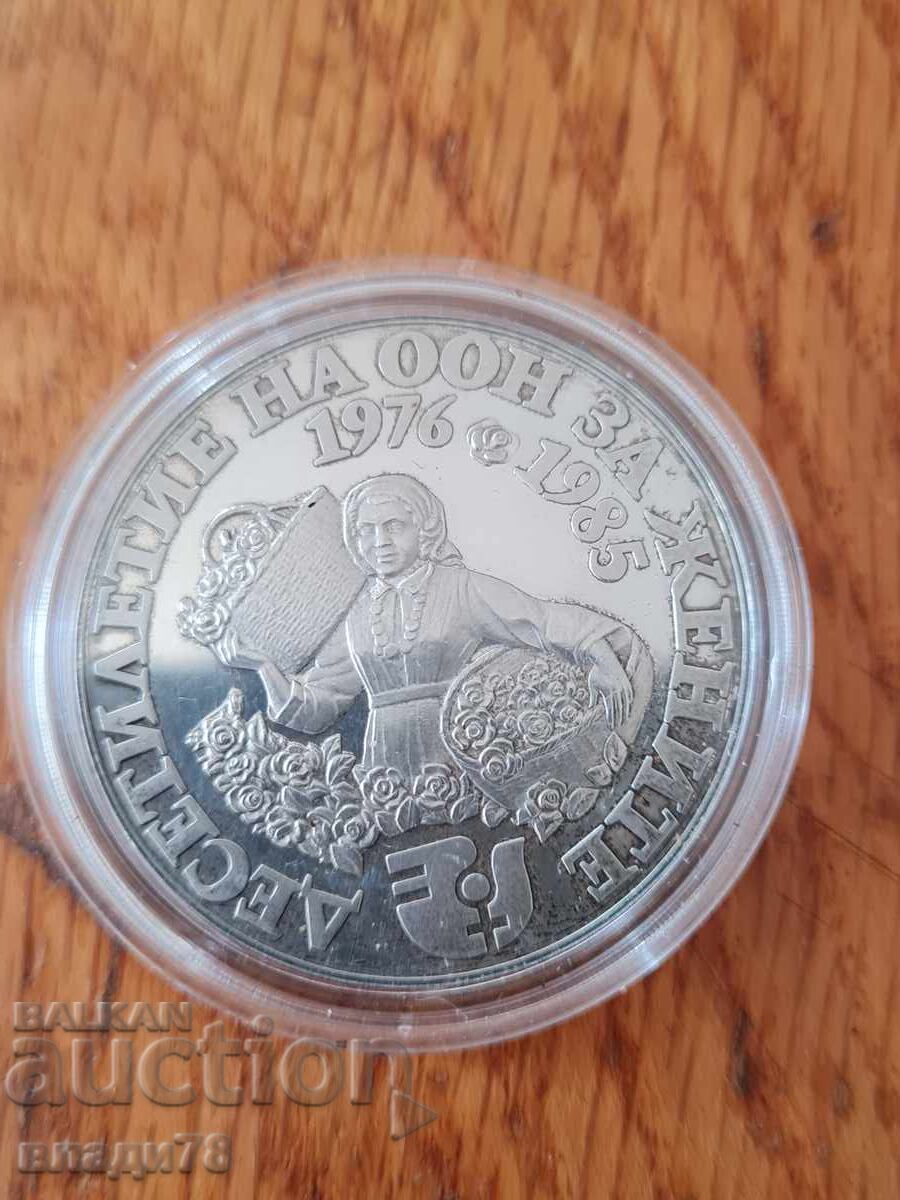 ДЕСЕТИЛЕТИЕ НА ООН ЗА ЖЕНИТЕ
1976 1985
BALKAN
auction
влади78